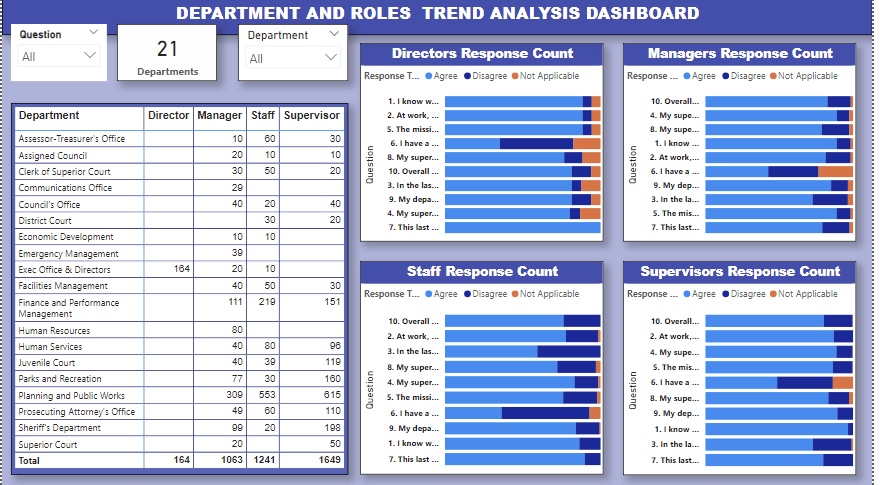 DEPARTMENT AND ROLES TREND ANALYSIS DASHBOARD
Question
All
21
Departments
Department
All
Department Director Manager Staff Supervisor
Assessor-Treasurer's Office 10 60 30
Assigned Council 20 10 10
Clerk of Superior Court 30 50 20
Communications Office 29
Council's Office 40 20 40
District Court 30 20
Economic Development 10 10
Emergency Management 39
Exec Office & Directors 164 20 10
Facilities Management 40 50 30
Finance and Performance 111 219 151
Management
Human Resources 80
Human Services 40 80 96
Juvenile Court 40 39 119
Parks and Recreation 77 30 160
Planning and Public Works 309 553 615
Prosecuting Attorney's Office 49 60 110
Sheriff's Department 99 20 198
Superior Court 20 50
Total 164 1063 1241 1649
Directors Response Count
Response T... Agree Disagree Not Applicable
Question
1. I know w...
2. At work, ...
5. The missi...
6. I have a ...
8. My super...
10. Overall ...
3. In the las...
9. My depa...
4. My super...
7. This last ...
Managers Response Count
Response ... Agree Disagree Not Applicable
Question
10. Overall...
4. My supe...
8. My supe...
1. I know ...
2. At work,...
6. I have a ...
9. My dep...
3. In the la...
5. The mis...
7. This last...
Staff Response Count
Response T... Agree Disagree Not Applicable
Question
10. Overall ...
2. At work, ...
3. In the las...
8. My super...
4. My super...
5. The missi...
6. I have a ...
9. My depa...
1. I know w...
7. This last ...
Supervisors Response Count
Response ... Agree Disagree Not Applicable
Question
10. Overall...
2. At work,...
4. My supe...
5. The mis...
6. I have a ...
8. My supe...
9. My dep...
1. I know ...
3. In the la...
7. This last...